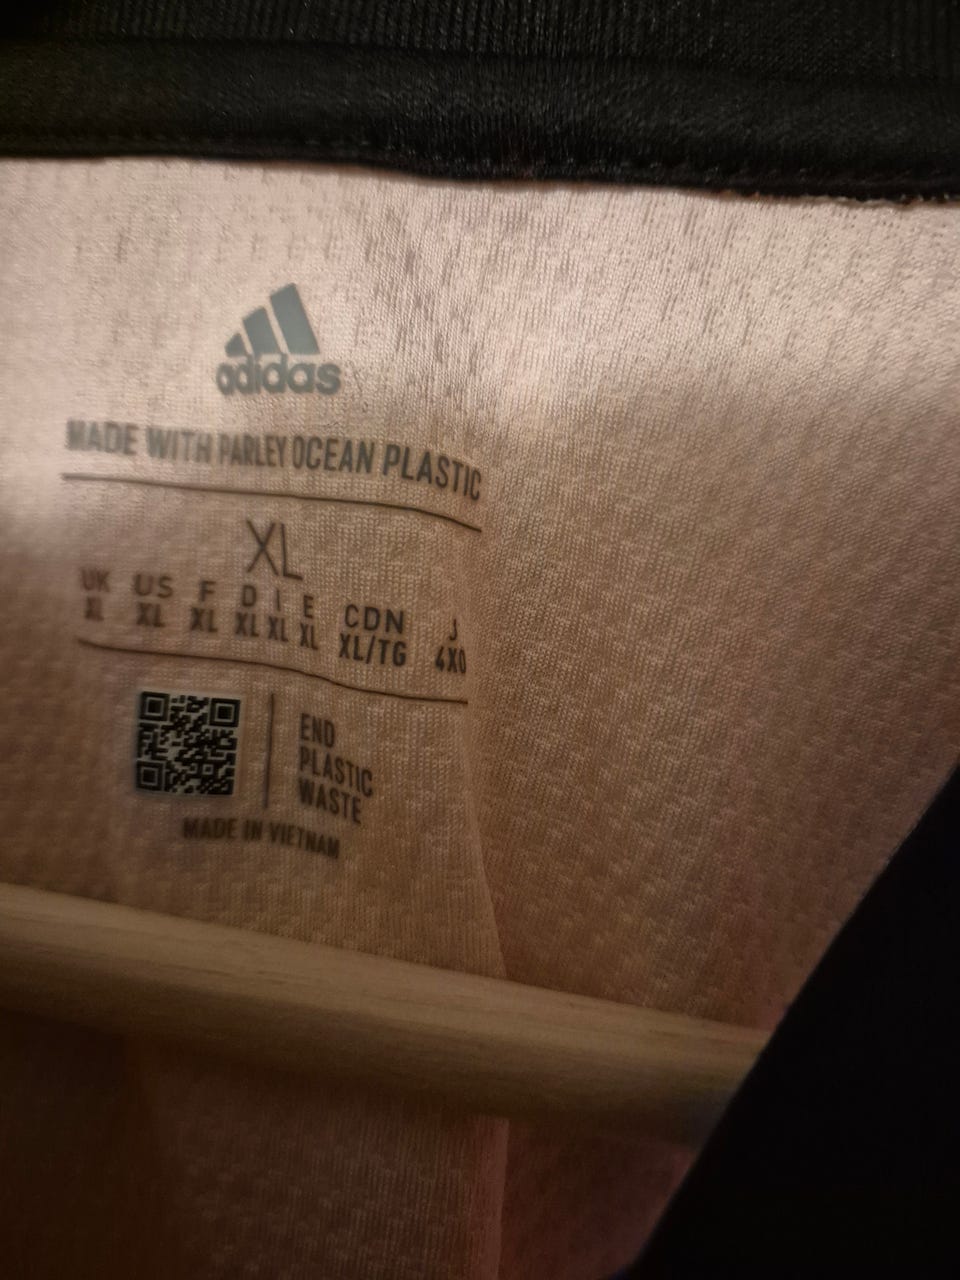 adidas
MADE WITH PARLEY OCEAN PLASTIC
XL
UK US F D I E CDN J
XL XL XL XL XL XL XL/TG 4XO
END
PLASTIC
WASTE
MADE IN VIETNAM